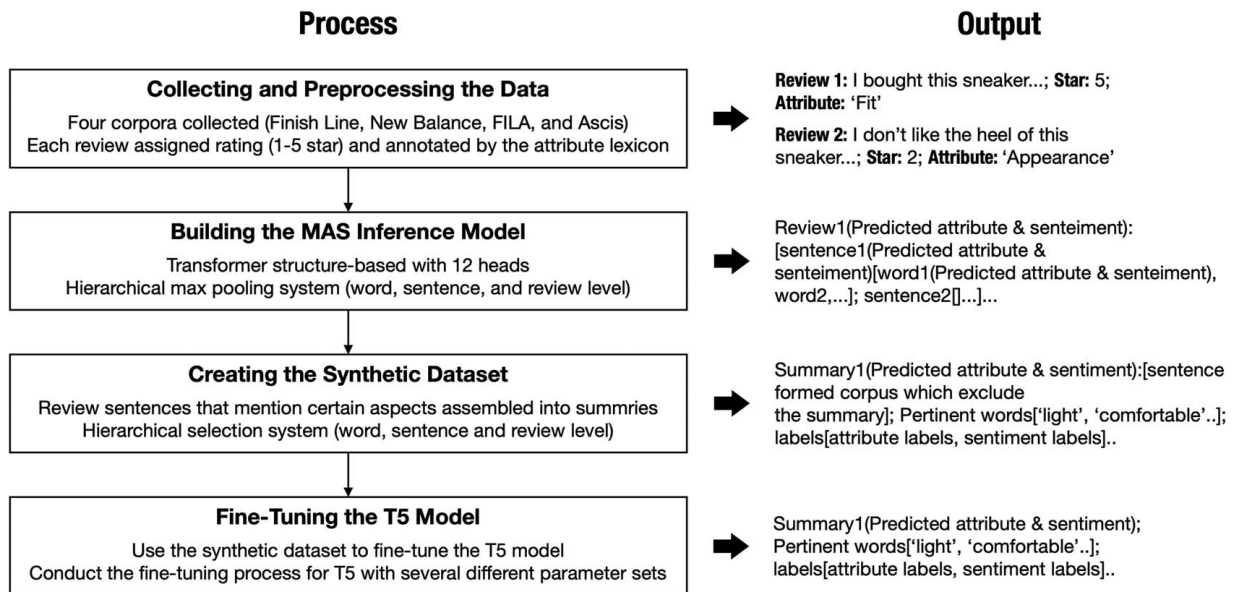 Process
Output
Collecting and Preprocessing the Data
Four corpora collected (Finish Line, New Balance, FILA, and Ascis)
Each review assigned rating (1-5 star) and annotated by the attribute lexicon
Review 1: I bought this sneaker...; Star: 5;
Attribute: ‘Fit’
Review 2: I don’t like the heel of this
sneaker...; Star: 2; Attribute: ‘Appearance’
Building the MAS Inference Model
Transformer structure-based with 12 heads
Hierarchical max pooling system (word, sentence, and review level)
Review1(Predicted attribute & senteiment):
[sentence1(Predicted attribute &
senteiment)[word1(Predicted attribute & senteiment),
word2,...]; sentence2[]...]...
Creating the Synthetic Dataset
Review sentences that mention certain aspects assembled into summries
Hierarchical selection system (word, sentence and review level)
Summary1(Predicted attribute & sentiment):[sentence
formed corpus which exclude
the summary]; Pertinent words[‘light’, ‘comfortable’..];
labels[attribute labels, sentiment labels]..
Fine-Tuning the T5 Model
Use the synthetic dataset to fine-tune the T5 model
Conduct the fine-tuning process for T5 with several different parameter sets
Summary1(Predicted attribute & sentiment);
Pertinent words[‘light’, ‘comfortable’..];
labels[attribute labels, sentiment labels]..